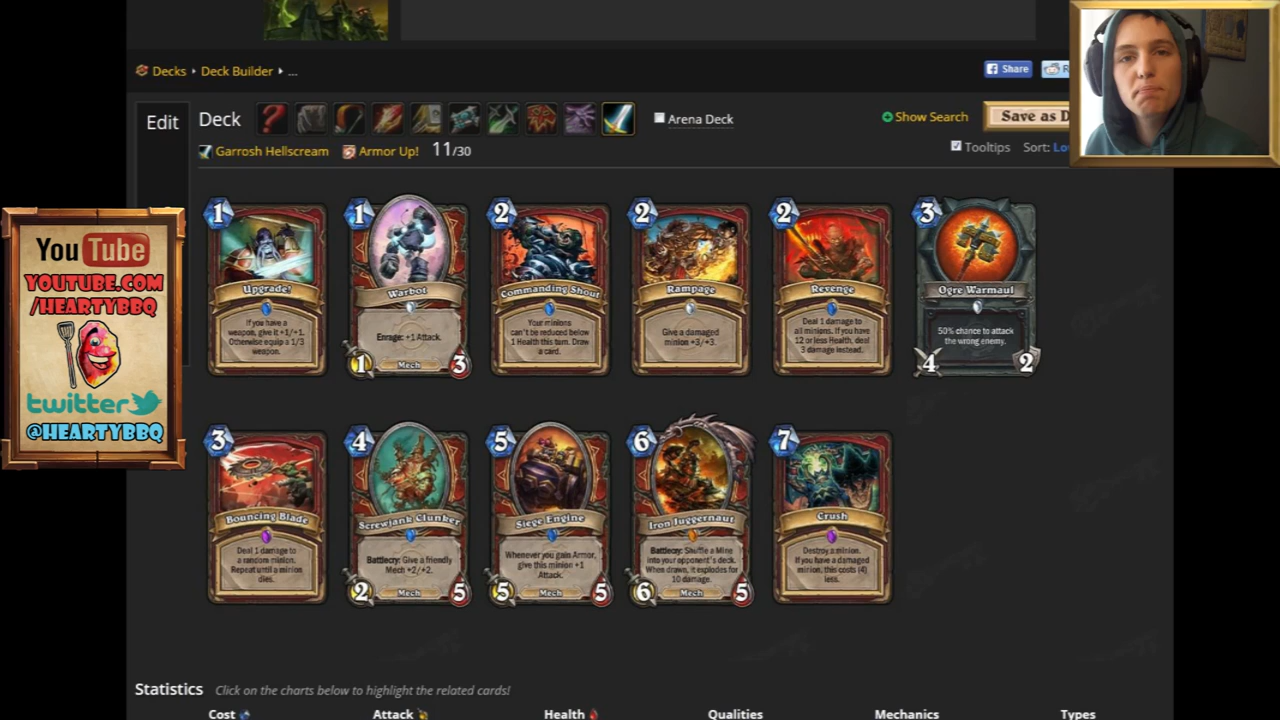 Decks
Deck Builder
...
Share
Edit
Deck
Arena Deck
Show Search
Save as D
Garrosh Hellscream
Armor Up!
11/30
Tooltips
Sort: Lo
You Tube
YOUTUBE.COM
/HEARTYBBQ
twitter
@HEARTYBBQ
1
Upgrade!
If you have a
weapon, give it +1/+1.
Otherwise equip a 1/3
weapon.
1
Warbot
Enrage: +1 Attack.
1
Mech
3
2
Commanding Shout
Your minions
can't be reduced below
1 Health this turn. Draw
a card.
2
Rampage
Give a damaged
minion +3/+3.
2
Revenge
Deal 1 damage to
all minions. If you have
12 or less Health, deal
3 damage instead.
3
Ogre Warmaul
50% chance to attack
the wrong enemy.
4
2
3
Bouncing Blade
Deal 1 damage to
a random minion.
Repeat until a minion
dies.
4
Screwjank Clunker
Battlecry: Give a friendly
Mech +2/+2.
2
Mech
5
5
Siege Engine
Whenever you gain Armor,
give this minion +1
Attack.
5
Mech
5
6
Iron Juggernaut
Battlecry: Shuffle a Mine
into your opponent's deck.
When drawn, it explodes for
10 damage.
6
Mech
5
7
Crush
Destroy a minion.
If you have a damaged
minion, this costs (4)
less.
Statistics
Click on the charts below to highlight the related cards!
Cost
Attack
Health
Qualities
Mechanics
Types